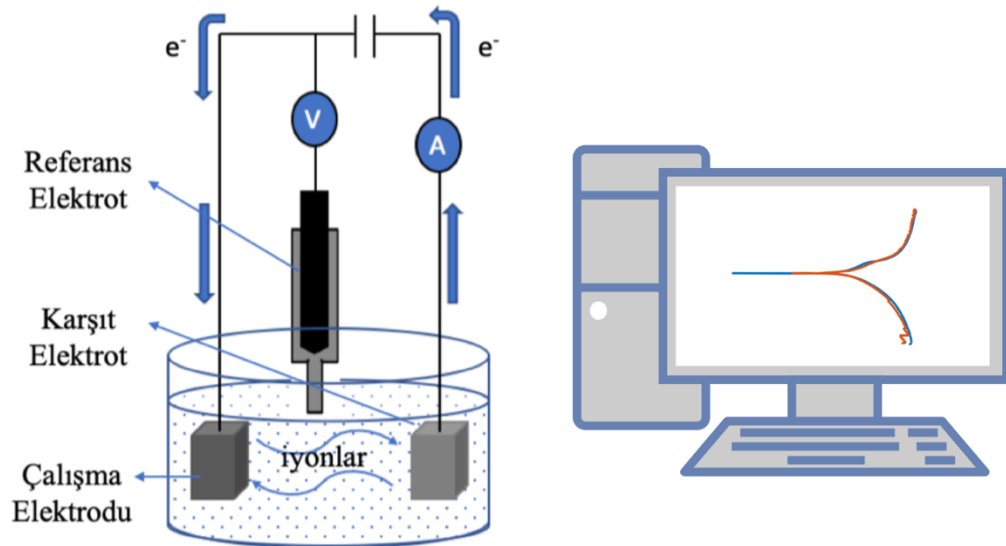 e-
e-
V
A
Referans
Elektrot
Karşıt
Elektrot
iyonlar
Çalışma
Elektrodu